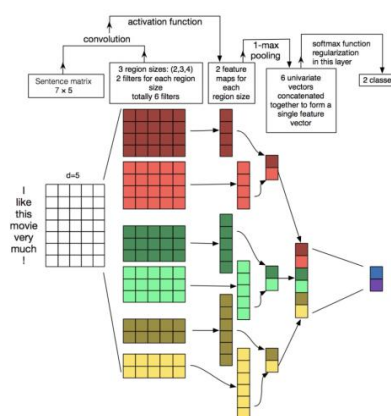 activation function
convolution
1-max
pooling
softmax function
regularization
in this layer
Sentence matrix
7 × 5
3 region sizes: (2,3,4)
2 filters for each region
size
totally 6 filters
2 feature
maps for
each
region size
6 univariate
vectors
concatenated
together to form a
single feature
vector
2 classe
d=5
I
like
this
movie
very
much
!